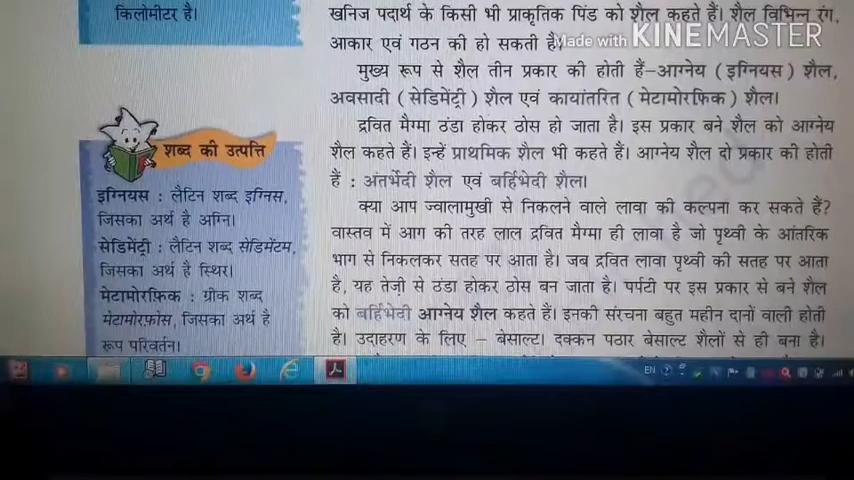 किलोमीटर है।
खनिज पदार्थ के किसी भी प्राकृतिक पिंड को शैल कहते हैं। शैल विभिन्न रंग,
आकार एवं गठन की हो सकती है।
Made with KINEMASTER
मुख्य रूप से शैल तीन प्रकार की होती हैं–आग्नेय (इग्नियस) शैल,
अवसादी (सेडिमेंट्री) शैल एवं कायांतरित (मेटामोरफ़िक) शैल।
द्रवित मैग्मा ठंडा होकर ठोस हो जाता है। इस प्रकार बने शैल को आग्नेय
शैल कहते हैं। इन्हें प्राथमिक शैल भी कहते हैं। आग्नेय शैल दो प्रकार की होती
हैं : अंतर्भेदी शैल एवं बर्हिभेदी शैल।
क्या आप ज्वालामुखी से निकलने वाले लावा की कल्पना कर सकते हैं?
वास्तव में आग की तरह लाल द्रवित मैग्मा ही लावा है जो पृथ्वी के आंतरिक
भाग से निकलकर सतह पर आता है। जब द्रवित लावा पृथ्वी की सतह पर आता
है, यह तेज़ी से ठंडा होकर ठोस बन जाता है। पर्पटी पर इस प्रकार से बने शैल
को बर्हिभेदी आग्नेय शैल कहते हैं। इनकी संरचना बहुत महीन दानों वाली होती
है। उदाहरण के लिए – बेसाल्ट। दक्कन पठार बेसाल्ट शैलों से ही बना है।
शब्द की उत्पत्ति
इग्नियस : लैटिन शब्द इग्निस,
जिसका अर्थ है अग्नि।
सेडिमेंट्री : लैटिन शब्द सेडिमेंटम,
जिसका अर्थ है स्थिर।
मेटामोरफ़िक : ग्रीक शब्द
मेटामोरफ़ोस, जिसका अर्थ है
रूप परिवर्तन।
EN